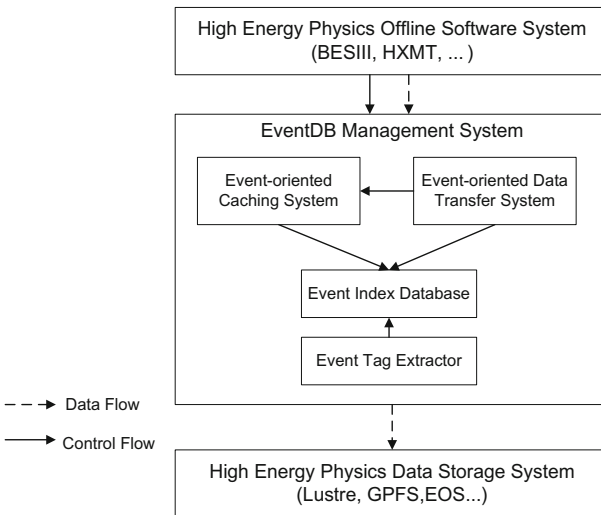 High Energy Physics Offline Software System
(BESIII, HXMT, ... )
EventDB Management System
Event-oriented
Caching System
Event-oriented Data
Transfer System
Event Index Database
Event Tag Extractor
Data Flow
Control Flow
High Energy Physics Data Storage System
(Lustre, GPFS,EOS...)